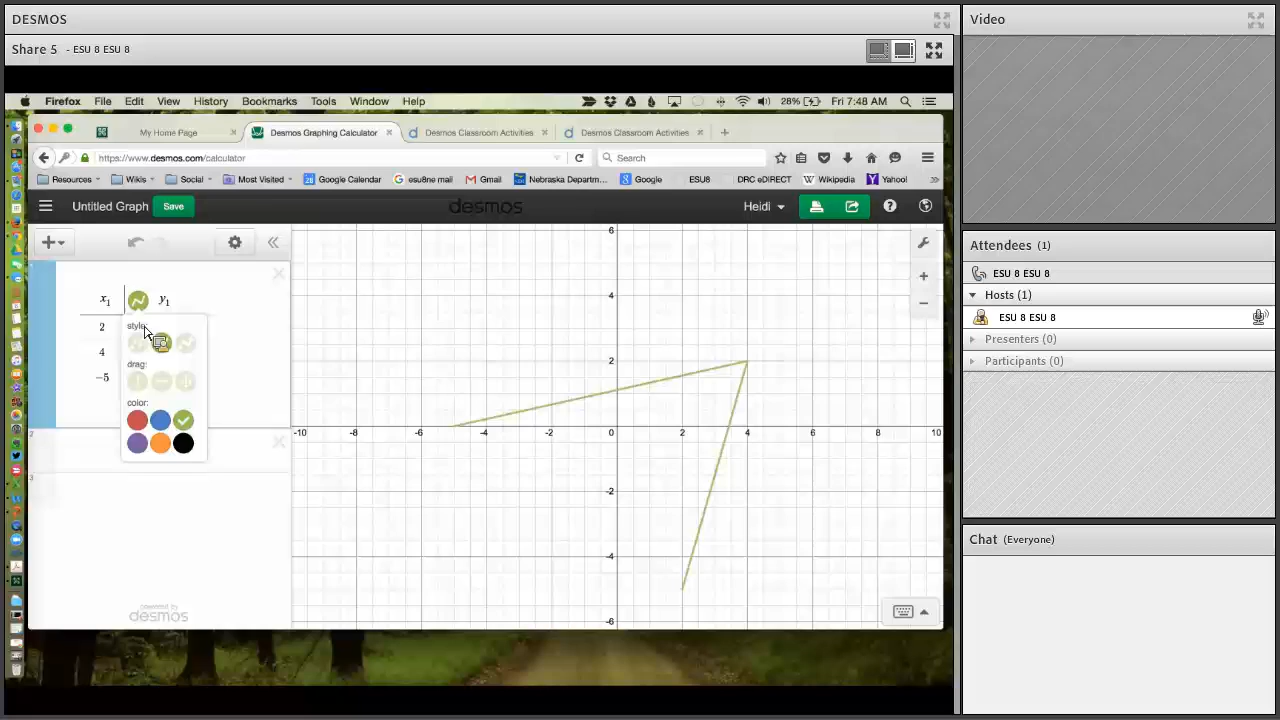 DESMOS
Video
Share 5 - ESU 8 ESU 8
Firefox File Edit View History Bookmarks Tools Window Help 28% Fri 7:48 AM
My Home Page
Desmos Graphing Calculator
Desmos Classroom Activities
Desmos Classroom Activities
https://www.desmos.com/calculator
Search
Resources Wikis Social Most Visited 28 Google Calendar esu8ne mail Gmail Nebraska Departm... Google ESU8 DRC eDIRECT Wikipedia Yahoo!
Untitled Graph Save desmos Heidi
x1 y1
2
4
-5
style:
drag:
color:
2
3
powered by
desmos
6
4
2
-10 -8 -6 -4 -2 0 2 4 6 8 10
-2
-4
-6
Attendees (1)
ESU 8 ESU 8
Hosts (1)
ESU 8 ESU 8
Presenters (0)
Participants (0)
Chat (Everyone)